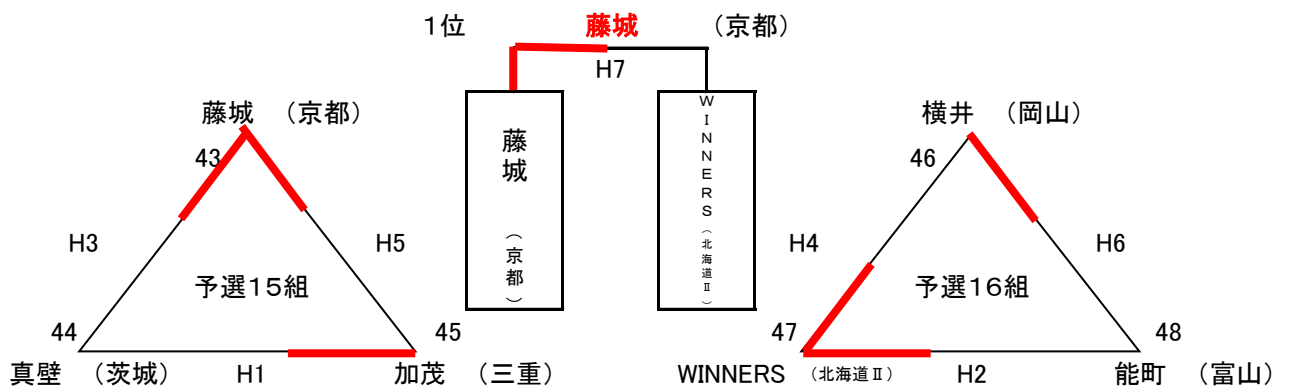 1位 藤城 (京都)
H7
藤城 (京都)
43
H3
H5
予選15組
44
45
真壁 (茨城)
H1
加茂 (三重)
藤城 (京都)
WINNERS (北海道Ⅱ)
横井 (岡山)
46
H4
H6
予選16組
47
48
WINNERS (北海道Ⅱ)
H2
能町 (富山)